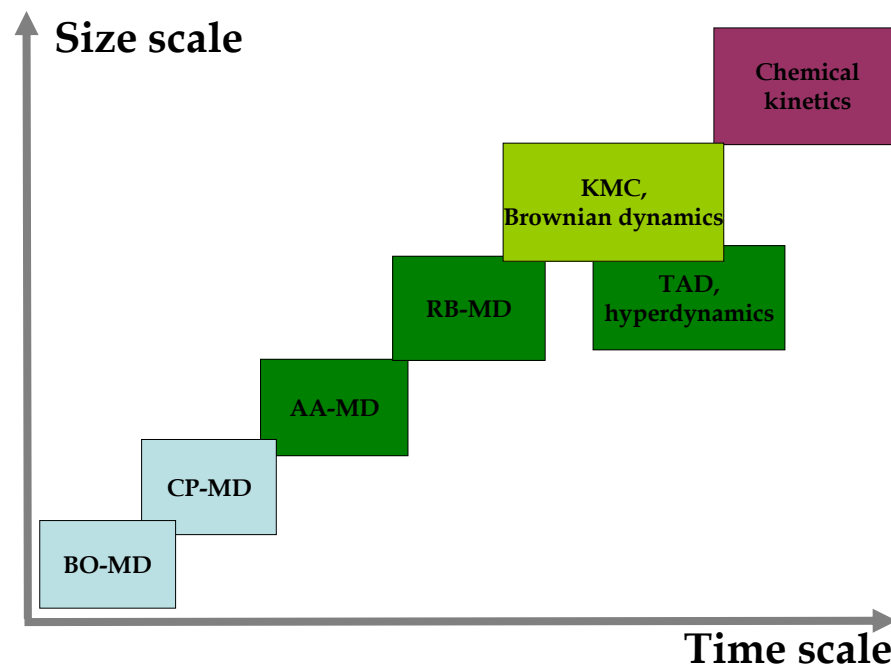 Size scale
Chemical
kinetics
KMC,
Brownian dynamics
TAD,
hyperdynamics
RB-MD
AA-MD
CP-MD
BO-MD
Time scale